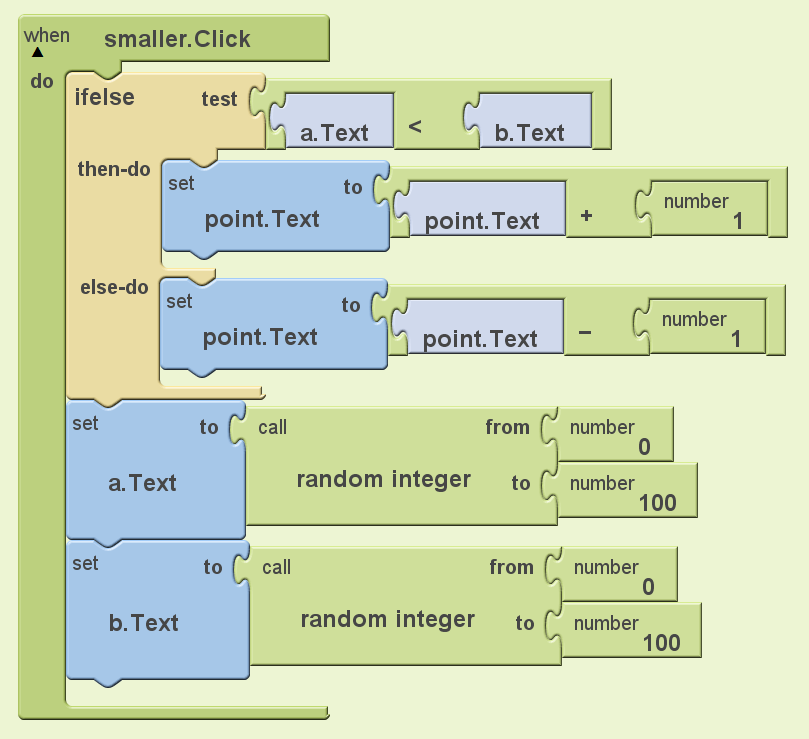 when smaller.Click
do
ifelse test a.Text < b.Text
then-do set point.Text to point.Text + number 1
else-do set point.Text to point.Text − number 1
set a.Text to call random integer from number 0
to number 100
set b.Text to call random integer from number 0
to number 100